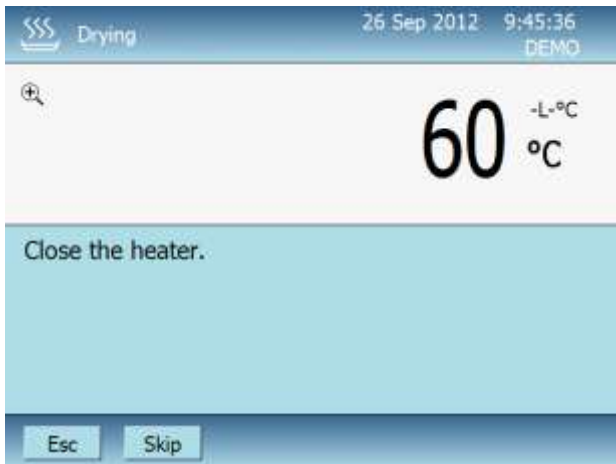 Drying
26 Sep 2012 9:45:36
DEMO
60 -L-°C
°C
Close the heater.
Esc Skip